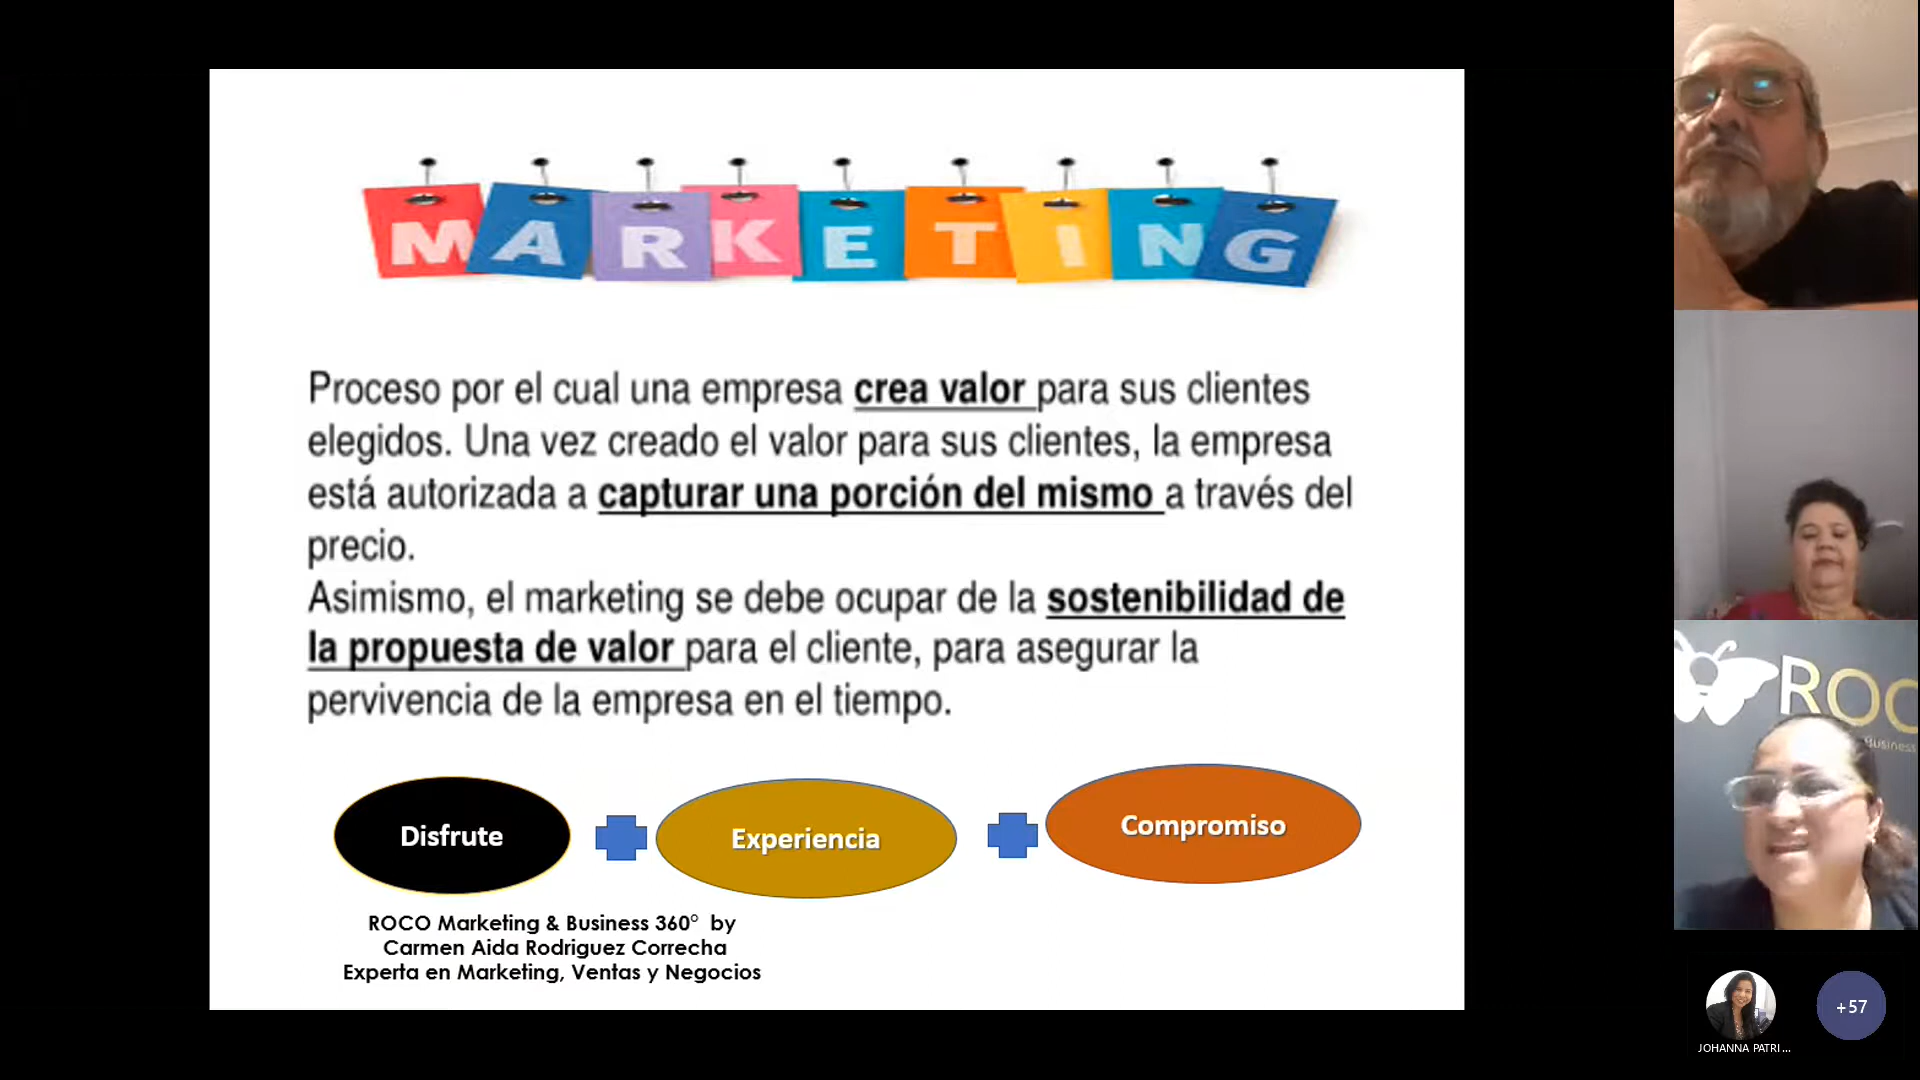 MARKETING
Proceso por el cual una empresa crea valor para sus clientes
elegidos. Una vez creado el valor para sus clientes, la empresa
está autorizada a capturar una porción del mismo a través del
precio.
Asimismo, el marketing se debe ocupar de la sostenibilidad de
la propuesta de valor para el cliente, para asegurar la
pervivencia de la empresa en el tiempo.
Disfrute
Experiencia
Compromiso
ROCO Marketing & Business 360° by
Carmen Aida Rodriguez Correcha
Experta en Marketing, Ventas y Negocios
ROC
Business
JOHANNA PATRI...
+57